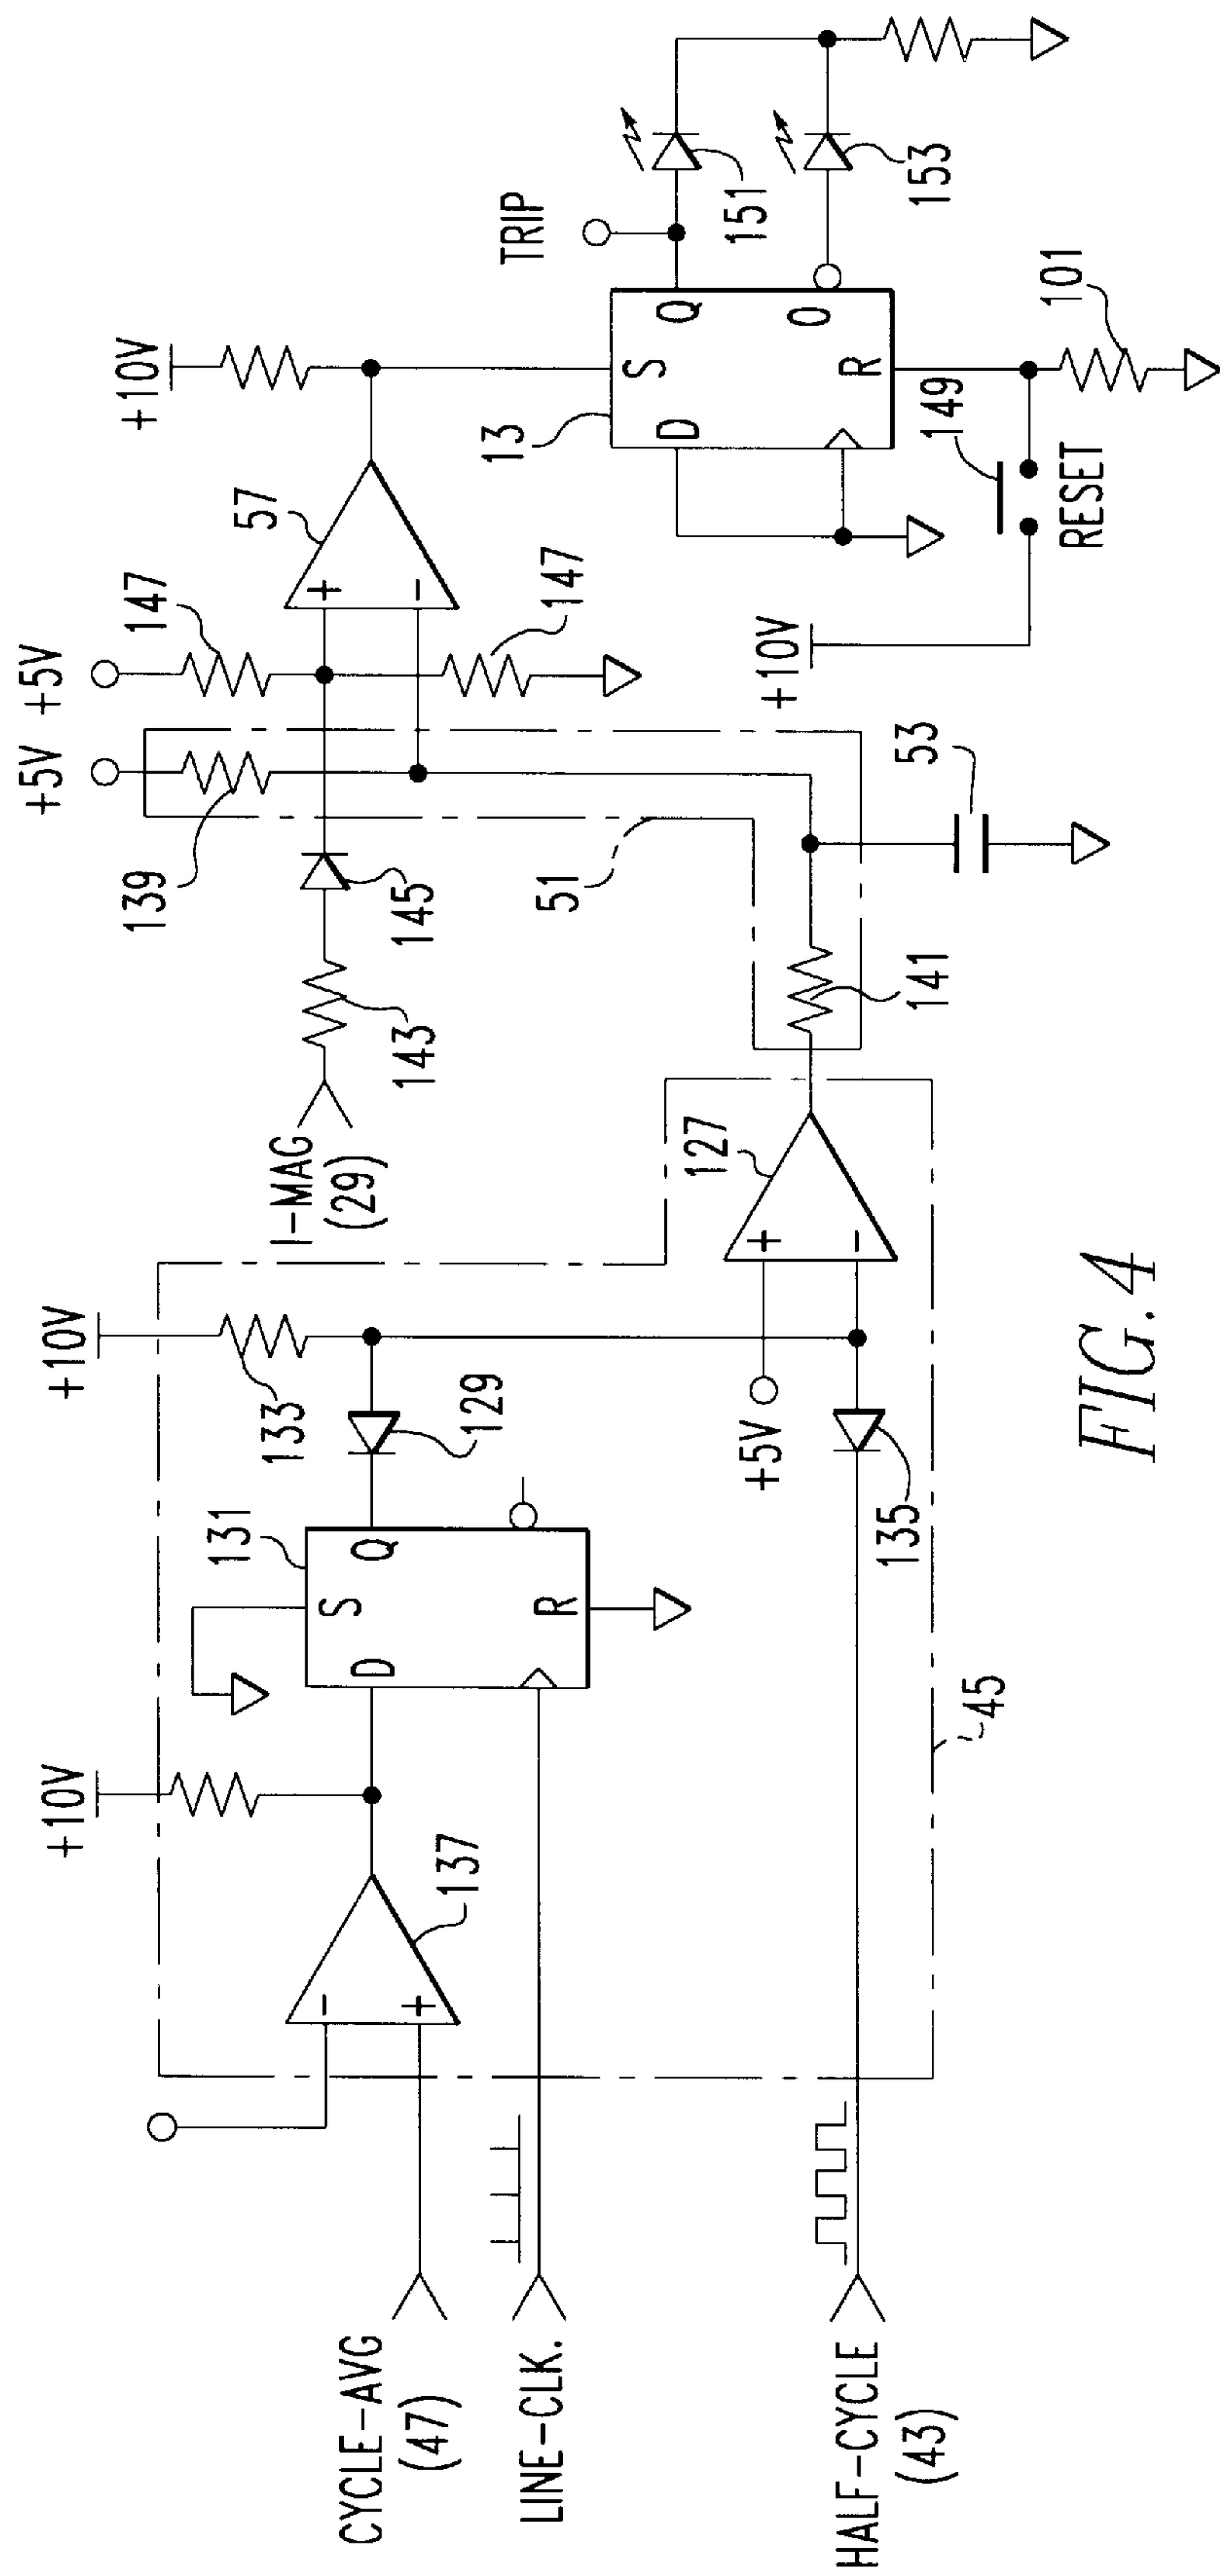 +10V
+10V
+5V
+5V
+10V
147
57
TRIP
131
133
129
I-MAG
(29)
143
145
139
147
13
S
D
Q
O
R
151
153
-
+
137
D
S
Q
R
+
-
127
51
+10V
149
RESET
101
+5V
135
141
53
45
CYCLE-AVG
(47)
LINE-CLK.
HALF-CYCLE
(43)
+
-
FIG. 4